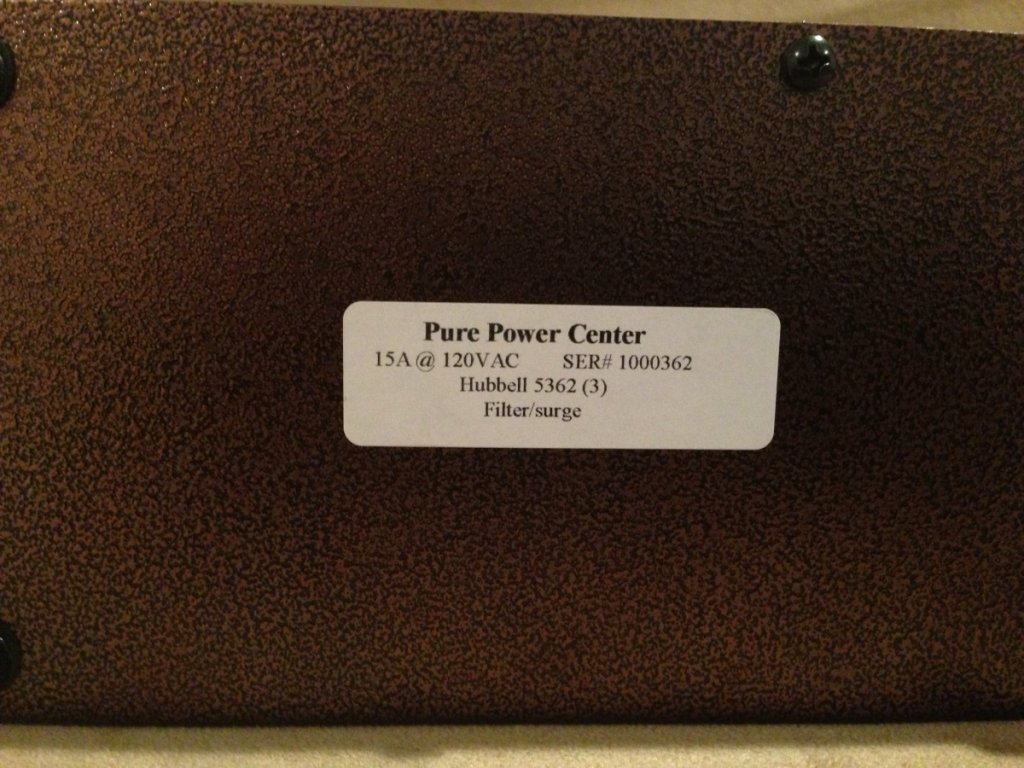 Pure Power Center
15A @ 120VAC SER# 1000362
Hubbell 5362 (3)
Filter/surge